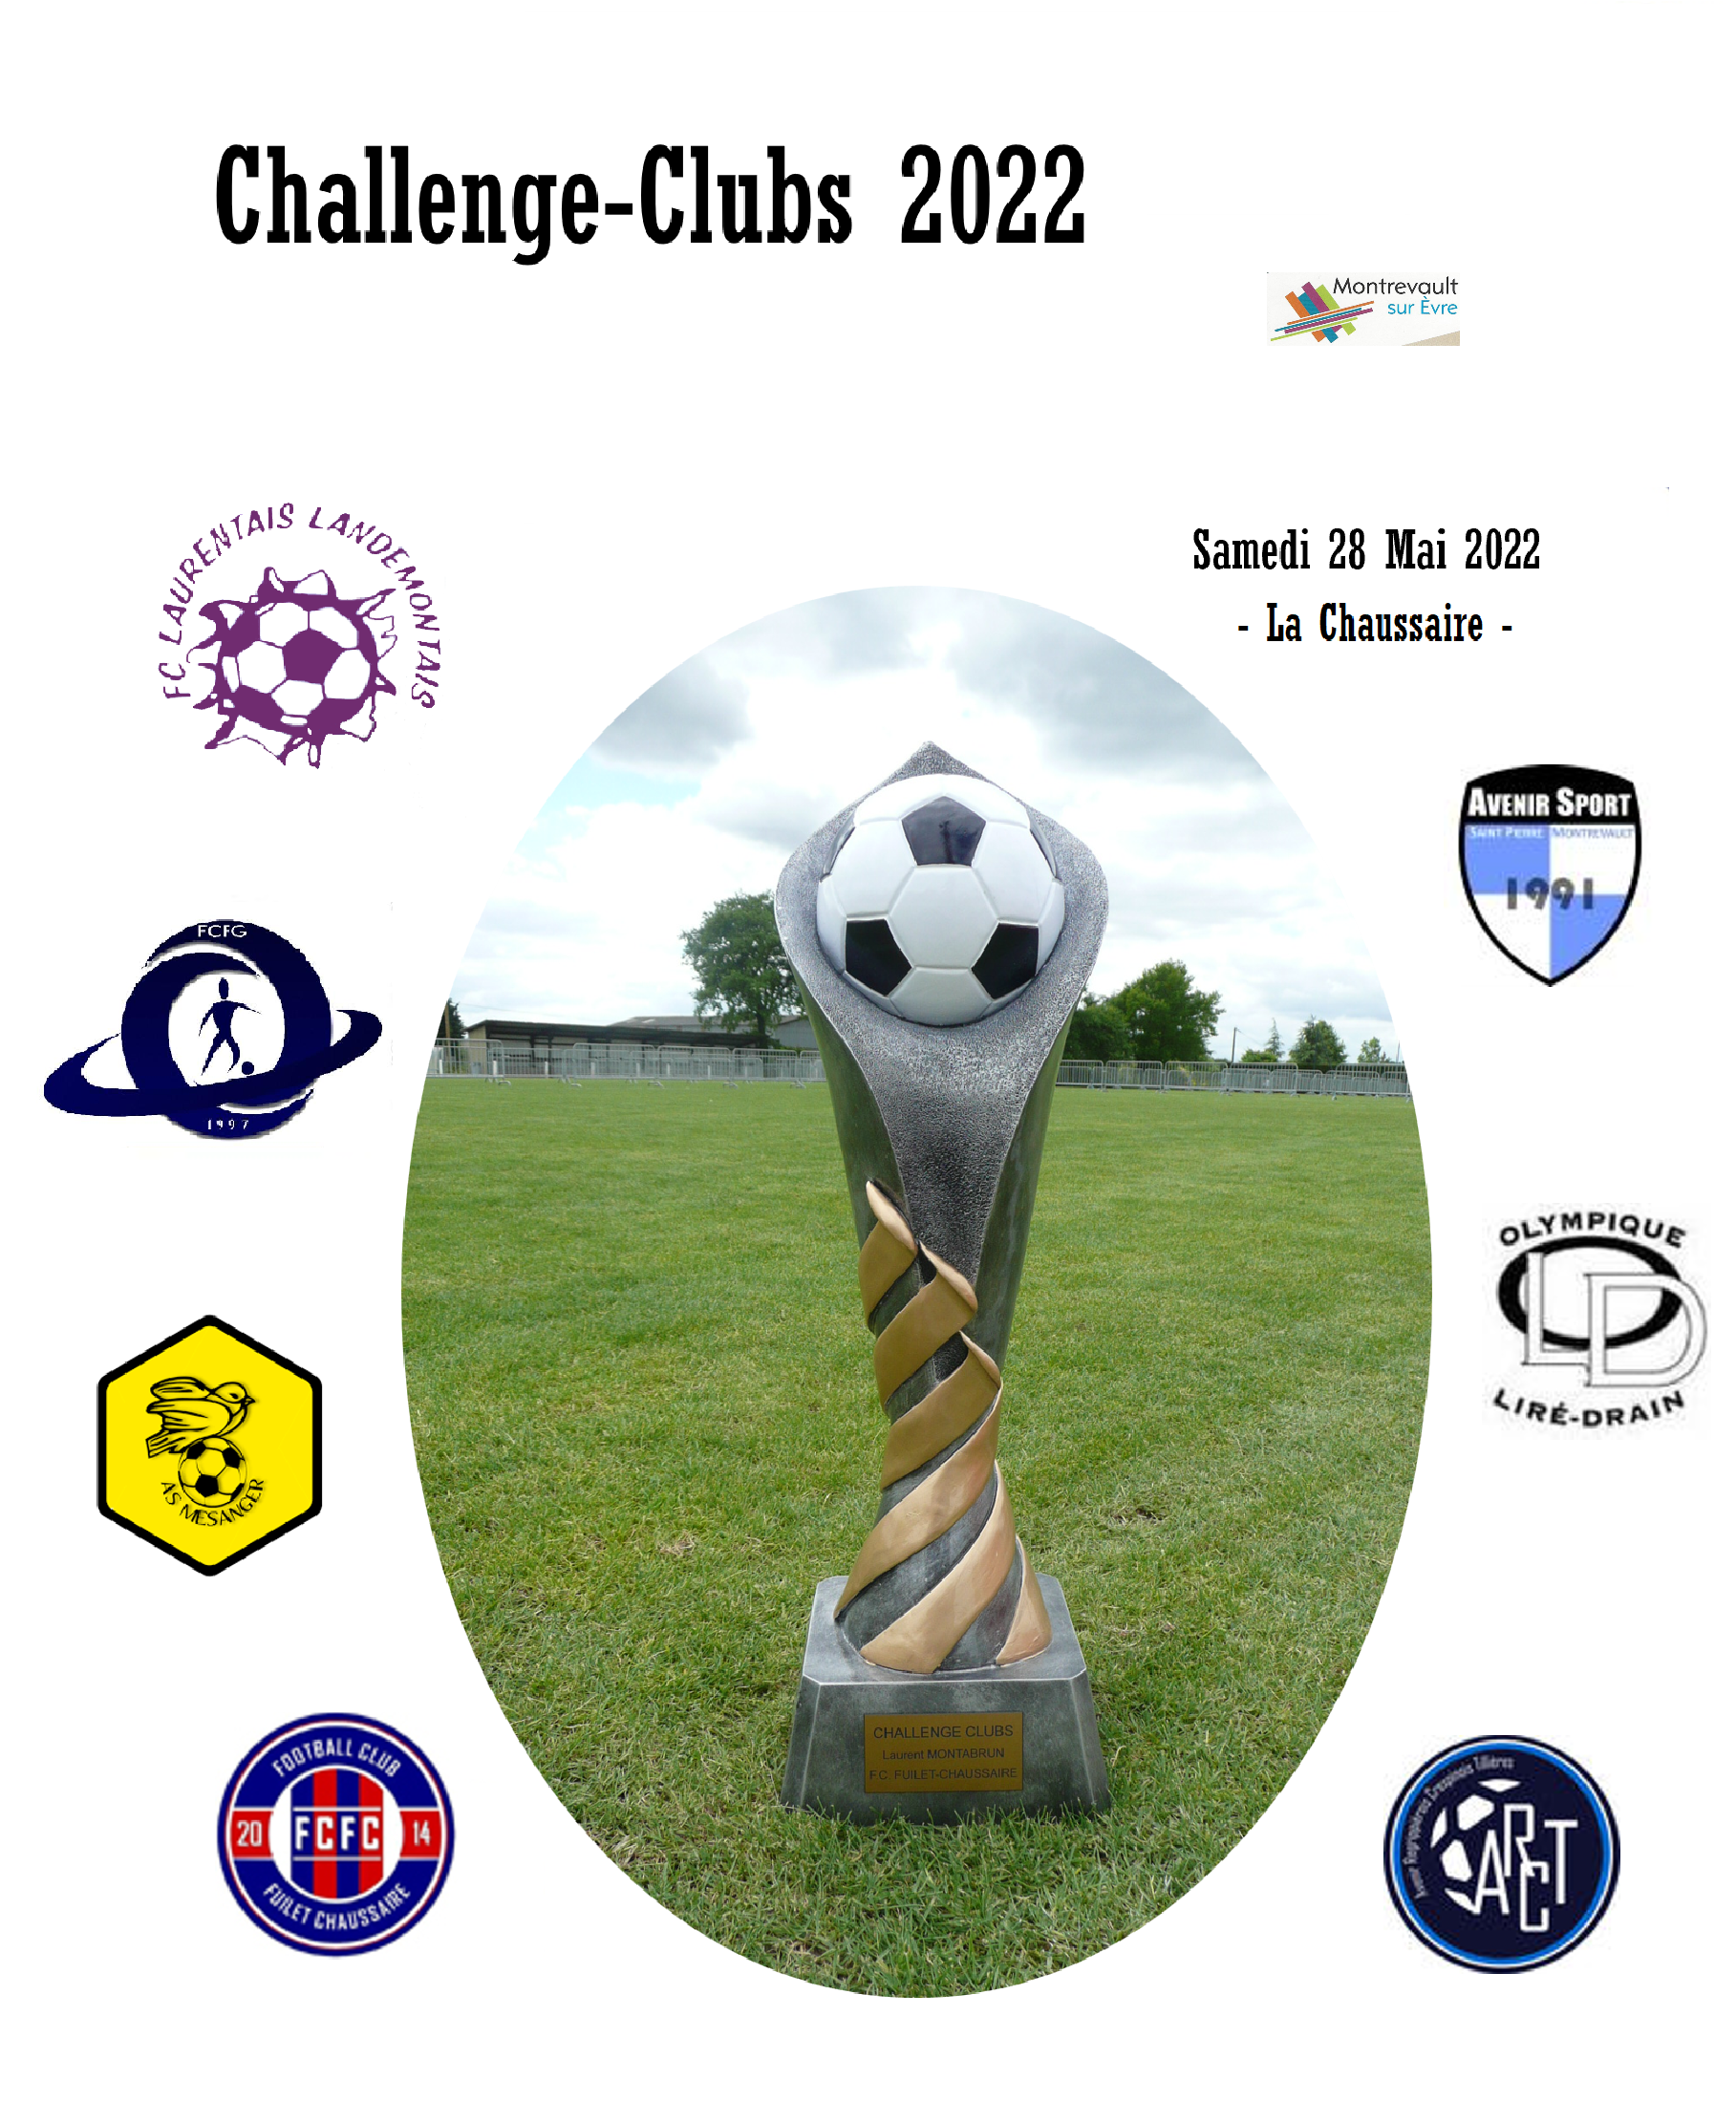 Challenge-Clubs 2022
Montrevault
sur Èvre
Samedi 28 Mai 2022
- La Chaussaire -
FC LAURENTAIS LANDEMONTAIS
AVENIR SPORT
SAINT PIERRE MONTREVAULT
1991
FCFG
1997
OLYMPIQUE
OLD
LIRÉ-DRAIN
AS MESANGER
FOOTBALL CLUB
20 FCFC 14
FUILET CHAUSSAIRE
CHALLENGE CLUBS
Laurent MONTABRUN
F.C. FUILET-CHAUSSAIRE
Tillières
ARCT